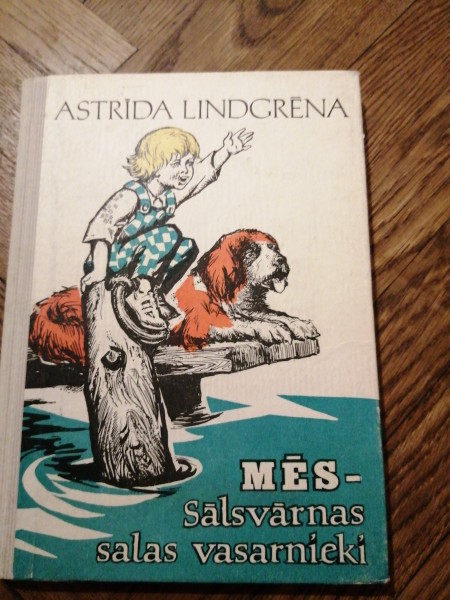 ASTRĪDA LINDGRĒNA
MĒS-
Sālsvārnas
salas vasarnieki